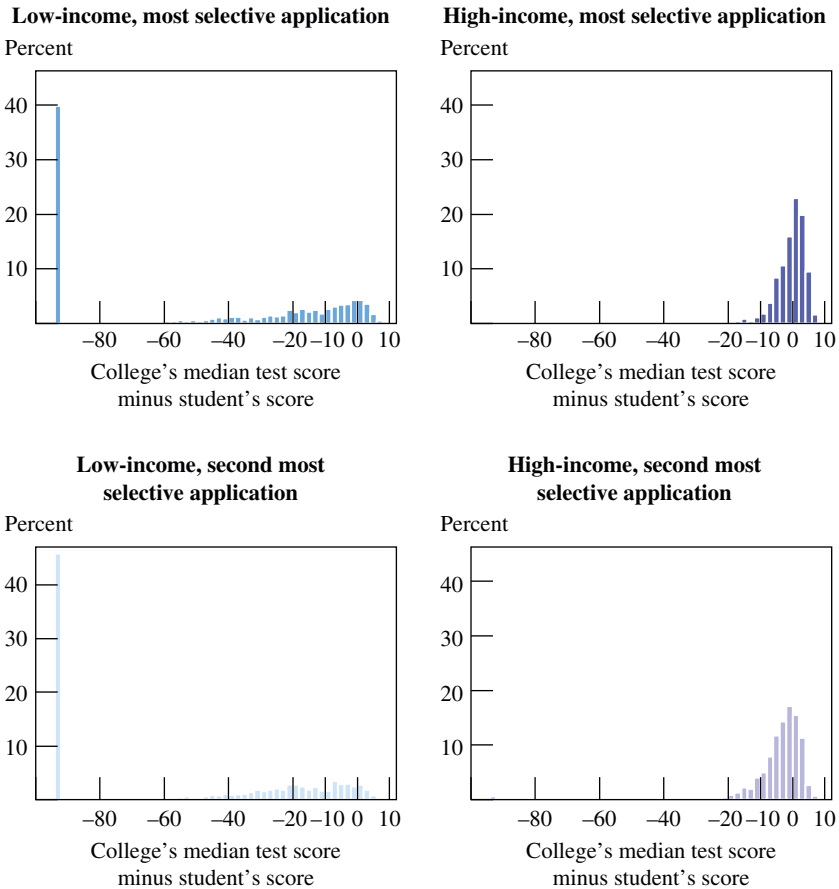 Low-income, most selective application
Percent
40
30
20
10
–80 –60 –40 –20 –10 0 10
College’s median test score
minus student’s score
High-income, most selective application
Percent
40
30
20
10
–80 –60 –40 –20 –10 0 10
College’s median test score
minus student’s score
Low-income, second most
selective application
Percent
40
30
20
10
–80 –60 –40 –20 –10 0 10
College’s median test score
minus student’s score
High-income, second most
selective application
Percent
40
30
20
10
–80 –60 –40 –20 –10 0 10
College’s median test score
minus student’s score